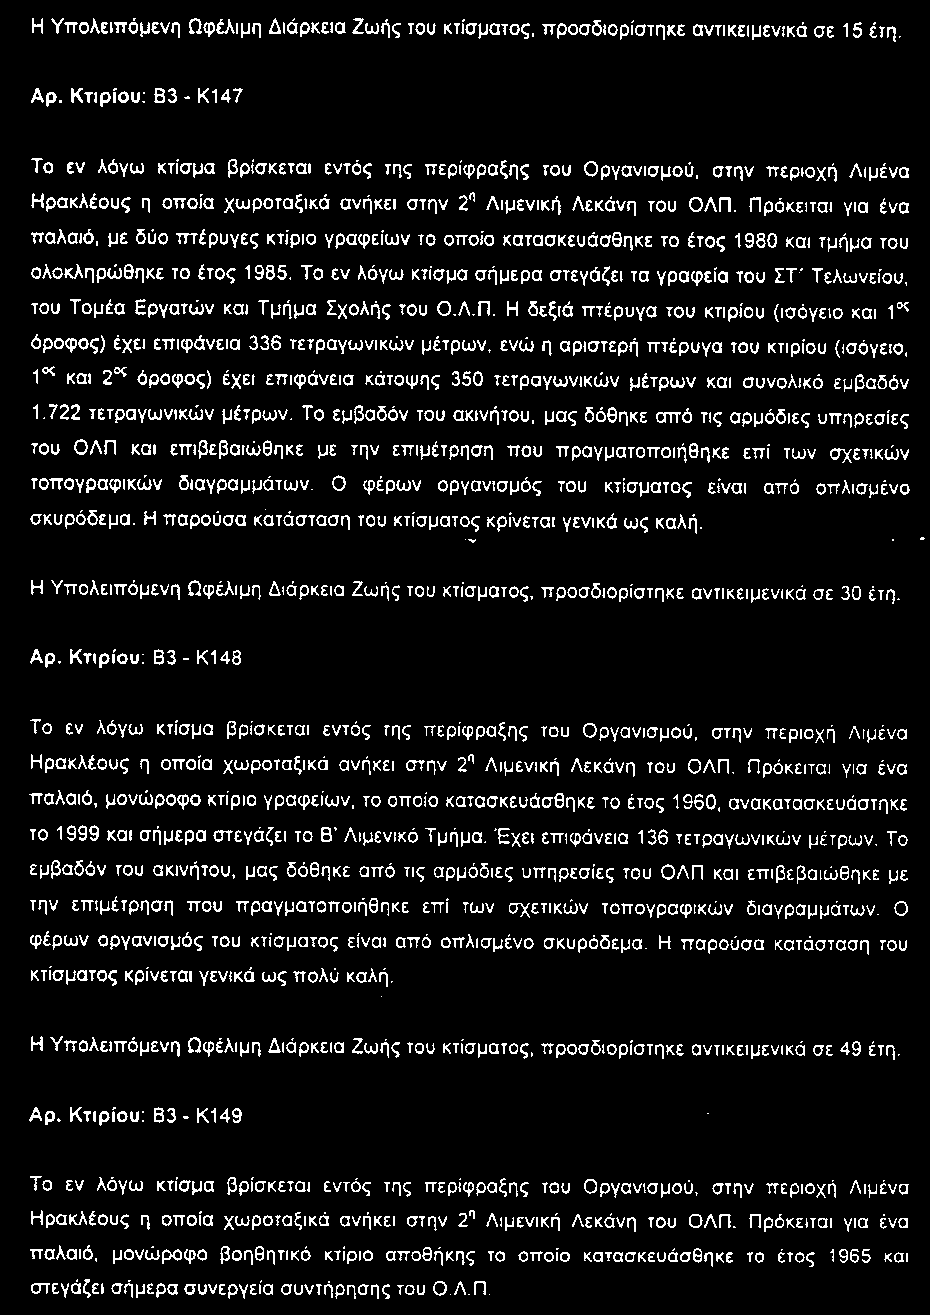 Η Υπολειπόμενη Ωφέλιμη Διάρκεια Ζωής του κτίσματος, προσδιορίστηκε αντικειμενικά σε 15 έτη.
Αρ. Κτιρίου: Β3 - Κ147
Το εν λόγω κτίσμα βρίσκεται εντός της περίφραξης του Οργανισμού, στην περιοχή Λιμένα
Ηρακλέους η οποία χωροταξικά ανήκει στην 2η Λιμενική Λεκάνη του ΟΛΠ. Πρόκειται για ένα
παλαιό, με δύο πτέρυγες κτίριο γραφείων το οποίο κατασκευάσθηκε το έτος 1980 και τμήμα του
ολοκληρώθηκε το έτος 1985. Το εν λόγω κτίσμα σήμερα στεγάζει τα γραφεία του ΣΤ' Τελωνείου,
του Τομέα Εργατών και Τμήμα Σχολής του Ο.Λ.Π. Η δεξιά πτέρυγα του κτιρίου (ισόγειο και 1ος
όροφος) έχει επιφάνεια 336 τετραγωνικών μέτρων, ενώ η αριστερή πτέρυγα του κτιρίου (ισόγειο,
1ος και 2ος όροφος) έχει επιφάνεια κάτοψης 350 τετραγωνικών μέτρων και συνολικό εμβαδόν
1.722 τετραγωνικών μέτρων. Το εμβαδόν του ακινήτου, μας δόθηκε από τις αρμόδιες υπηρεσίες
του ΟΛΠ και επιβεβαιώθηκε με την επιμέτρηση που πραγματοποιήθηκε επί των σχετικών
τοπογραφικών διαγραμμάτων. Ο φέρων οργανισμός του κτίσματος είναι από οπλισμένο
σκυρόδεμα. Η παρούσα κατάσταση του κτίσματος κρίνεται γενικά ως καλή.
Η Υπολειπόμενη Ωφέλιμη Διάρκεια Ζωής του κτίσματος, προσδιορίστηκε αντικειμενικά σε 30 έτη.
Αρ. Κτιρίου: Β3 - Κ148
Το εν λόγω κτίσμα βρίσκεται εντός της περίφραξης του Οργανισμού, στην περιοχή Λιμένα
Ηρακλέους η οποία χωροταξικά ανήκει στην 2η Λιμενική Λεκάνη του ΟΛΠ. Πρόκειται για ένα
παλαιό, μονώροφο κτίριο γραφείων, το οποίο κατασκευάσθηκε το έτος 1960, ανακατασκευάστηκε
το 1999 και σήμερα στεγάζει το Β' Λιμενικό Τμήμα. Έχει επιφάνεια 136 τετραγωνικών μέτρων. Το
εμβαδόν του ακινήτου, μας δόθηκε από τις αρμόδιες υπηρεσίες του ΟΛΠ και επιβεβαιώθηκε με
την επιμέτρηση που πραγματοποιήθηκε επί των σχετικών τοπογραφικών διαγραμμάτων. Ο
φέρων οργανισμός του κτίσματος είναι από οπλισμένο σκυρόδεμα. Η παρούσα κατάσταση του
κτίσματος κρίνεται γενικά ως πολύ καλή.
Η Υπολειπόμενη Ωφέλιμη Διάρκεια Ζωής του κτίσματος, προσδιορίστηκε αντικειμενικά σε 49 έτη.
Αρ. Κτιρίου: Β3 - Κ149
Το εν λόγω κτίσμα βρίσκεται εντός της περίφραξης του Οργανισμού, στην περιοχή Λιμένα
Ηρακλέους η οποία χωροταξικά ανήκει στην 2η Λιμενική Λεκάνη του ΟΛΠ. Πρόκειται για ένα
παλαιό, μονώροφο βοηθητικό κτίριο αποθήκης το οποίο κατασκευάσθηκε το έτος 1965 και
στεγάζει σήμερα συνεργεία συντήρησης του Ο.Λ.Π.